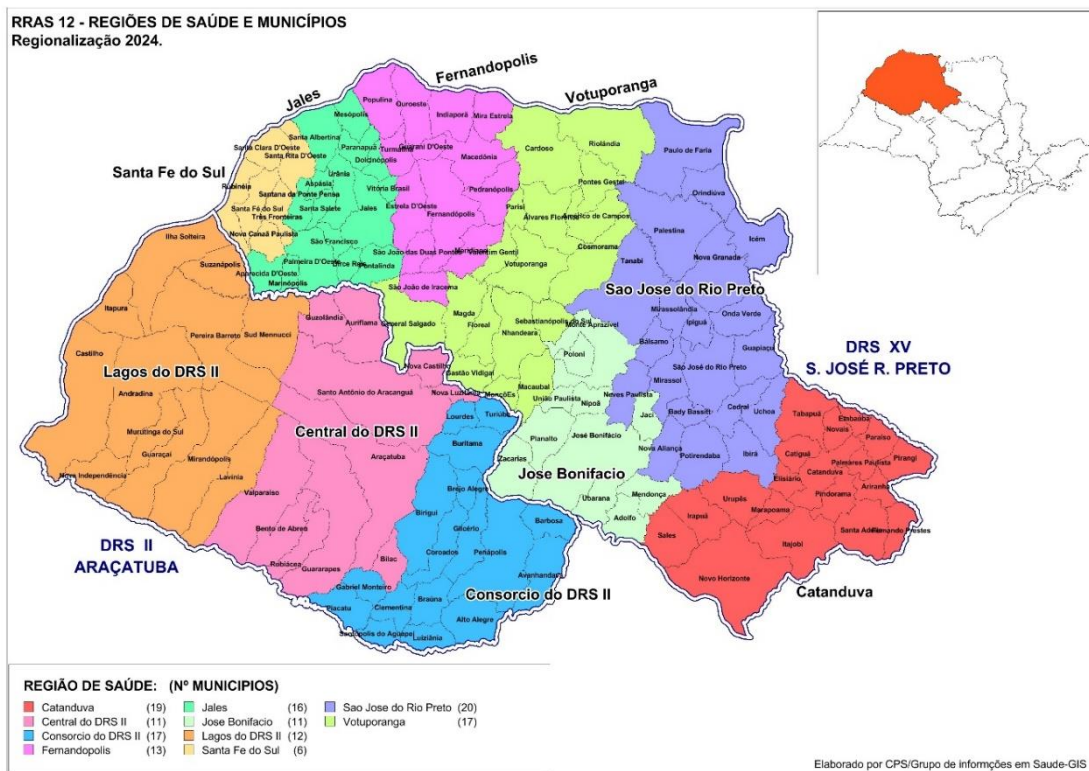 RRAS 12 - REGIÕES DE SAÚDE E MUNICÍPIOS
Regionalização 2024.
Fernandopolis
Votuporanga
Jales
Santa Fe do Sul
Populina
Ouroeste
Indiaporã
Mira Estrela
Mesópolis
Santa Albertina
Paranapuã
Turmalina
Guarani D'Oeste
Dolcinópolis
Macedônia
Santa Clara D'Oeste
Santa Rita D'Oeste
Urânia
Aspásia
Rubinéia
Santana da Ponte Pensa
Vitória Brasil
Pedranópolis
Santa Fé do Sul
Santa Salete
Jales
Estrela D'Oeste
Três Fronteiras
Fernandópolis
Nova Canaã Paulista
São Francisco
São João das Duas Pontes
Meridiano
Valentim Gentil
Palmeira D'Oeste
Dirce Reis
Pontalinda
Aparecida D'Oeste
Marinópolis
São João de Iracema
Cardoso
Riolândia
Pontes Gestal
Parisi
Álvares Florence
Américo de Campos
Cosmorama
Votuporanga
Paulo de Faria
Orindiúva
Palestina
Icém
Nova Granada
Tanabi
Sao Jose do Rio Preto
Ilha Solteira
Suzanápolis
Itapura
Pereira Barreto
Sud Mennucci
Castilho
Lagos do DRS II
Andradina
Murutinga do Sul
Guaraçaí
Mirandópolis
Nova Independência
Lavínia
Guzolândia
Auriflama
General Salgado
Magda
Floreal
Nhandeara
Sebastianópolis do Sul
Monte Aprazível
Mirassolândia
Ipiguá
Onda Verde
Bálsamo
Guapiaçu
Poloni
São José do Rio Preto
Mirassol
Nova Castilho
Gastão Vidigal
Macaubal
MonçõEs
Nova Luzitânia
Santo Antônio do Aracanguá
União Paulista
Nipoã
Neves Paulista
Jaci
Bady Bassitt
Cedral
Uchoa
DRS XV
S. JOSÉ R. PRETO
Central do DRS II
Lourdes
Turiúba
Buritama
Araçatuba
Planalto
José Bonifácio
Nova Aliança
Potirendaba
Ibirá
Zacarias
Jose Bonifacio
Tabapuã
Embaúba
Novais
Paraíso
Catiguá
Palmares Paulista
Pirangi
Catanduva
Elisiário
Ariranha
Pindorama
Urupês
Marapoama
Irapuã
Santa Adélia
Fernando Prestes
Sales
Itajobi
Novo Horizonte
Catanduva
Valparaíso
Brejo Alegre
Birigui
Ubarana
Mendonça
Adolfo
Bento de Abreu
Glicério
Barbosa
Coroados
Penápolis
Rubiácea
Guararapes
Bilac
Avanhandava
DRS II
ARAÇATUBA
Gabriel Monteiro
Braúna
Consorcio do DRS II
Piacatu
Clementina
Alto Alegre
Santópolis do Aguapeí
Luiziânia
REGIÃO DE SAÚDE: (Nº MUNICIPIOS)
Catanduva (19) Jales (16) Sao Jose do Rio Preto (20)
Central do DRS II (11) Jose Bonifacio (11) Votuporanga (17)
Consorcio do DRS II (17) Lagos do DRS II (12)
Fernandopolis (13) Santa Fe do Sul (6)
Elaborado por CPS/Grupo de informções em Saude-GIS